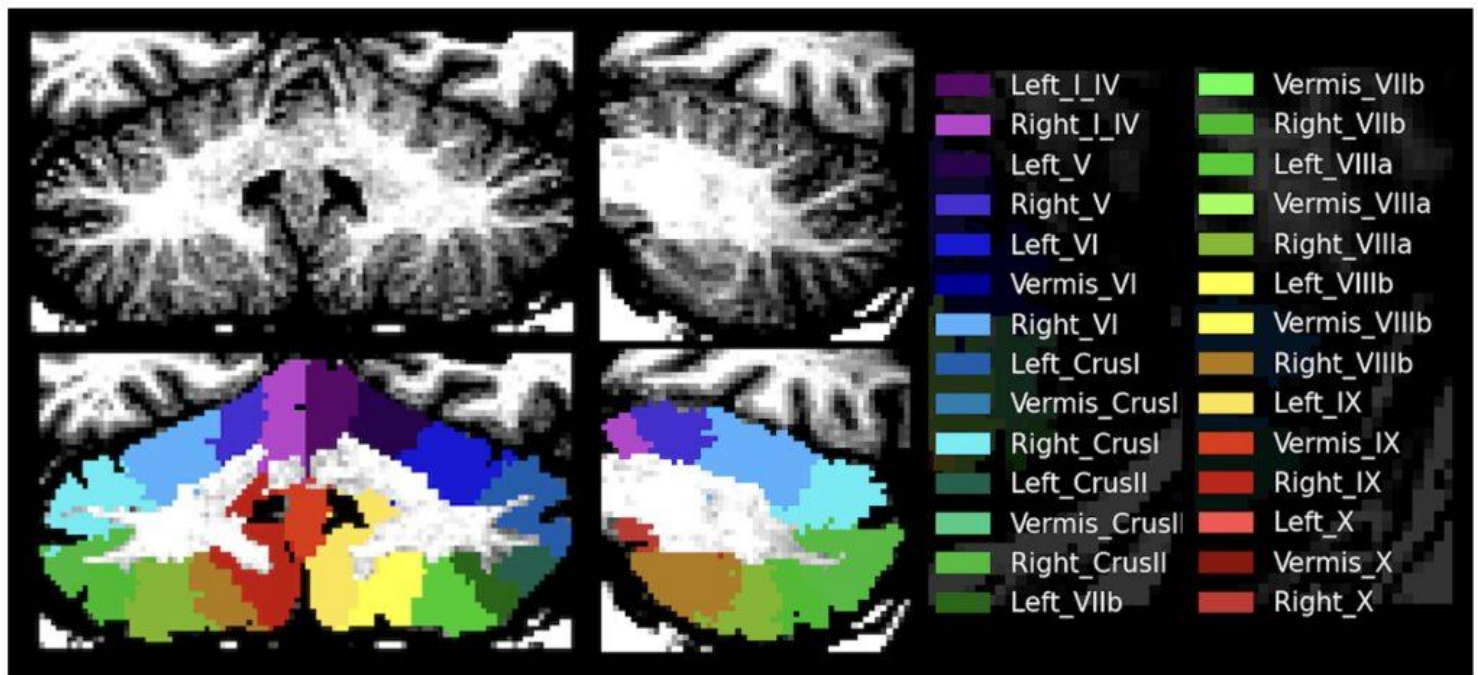 Left_I_IV
Right_I_IV
Left_V
Right_V
Left_VI
Vermis_VI
Right_VI
Left_CrusI
Vermis_CrusI
Right_CrusI
Left_CrusII
Vermis_CrusII
Right_CrusII
Left_VIIb
Vermis_VIIb
Right_VIIb
Left_VIIIa
Vermis_VIIIa
Right_VIIIa
Left_VIIIb
Vermis_VIIIb
Right_VIIIb
Left_IX
Vermis_IX
Right_IX
Left_X
Vermis_X
Right_X